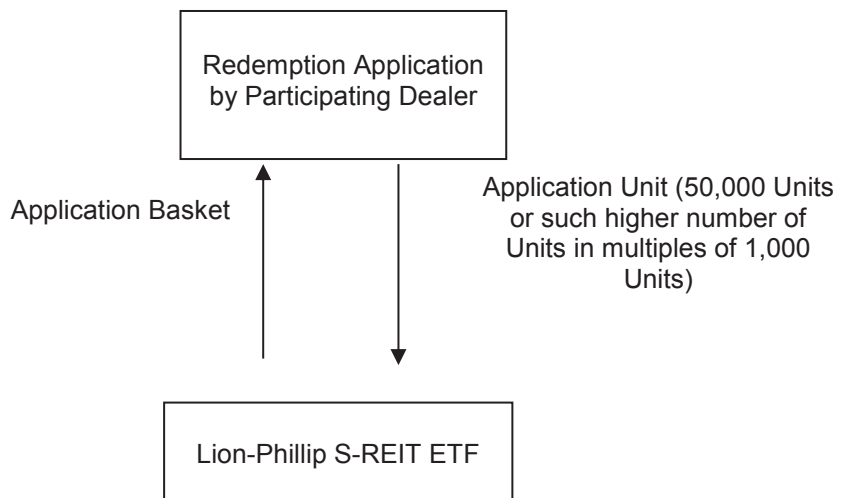 Redemption Application
by Participating Dealer
Application Basket
Application Unit (50,000 Units
or such higher number of
Units in multiples of 1,000
Units)
Lion-Phillip S-REIT ETF